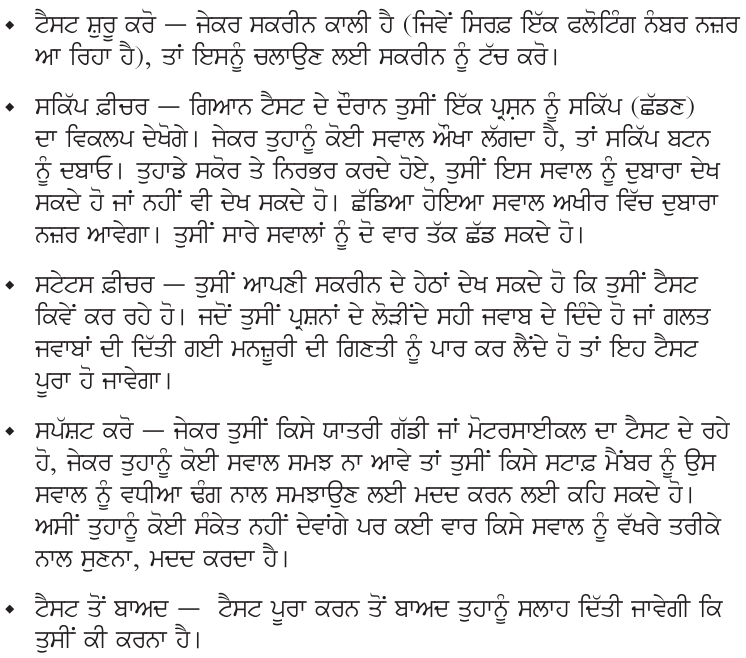 • ਟੈਸਟ ਸ਼ੁਰੂ ਕਰੋ — ਜੇਕਰ ਸਕਰੀਨ ਕਾਲੀ ਹੈ (ਜਿਵੇਂ ਸਿਰਫ਼ ਇੱਕ ਫਲੋਟਿੰਗ ਨੰਬਰ ਨਜ਼ਰ
ਆ ਰਿਹਾ ਹੈ), ਤਾਂ ਇਸਨੂੰ ਚਲਾਉਣ ਲਈ ਸਕਰੀਨ ਨੂੰ ਟੱਚ ਕਰੋ।
• ਸਕਿੱਪ ਫ਼ੀਚਰ — ਗਿਆਨ ਟੈਸਟ ਦੇ ਦੌਰਾਨ ਤੁਸੀਂ ਇੱਕ ਪ੍ਰਸ਼ਨ ਨੂੰ ਸਕਿੱਪ (ਛੱਡਣ)
ਦਾ ਵਿਕਲਪ ਦੇਖੋਗੇ। ਜੇਕਰ ਤੁਹਾਨੂੰ ਕੋਈ ਸਵਾਲ ਔਖਾ ਲੱਗਦਾ ਹੈ, ਤਾਂ ਸਕਿੱਪ ਬਟਨ
ਨੂੰ ਦਬਾਓ। ਤੁਹਾਡੇ ਸਕੋਰ ਤੇ ਨਿਰਭਰ ਕਰਦੇ ਹੋਏ, ਤੁਸੀਂ ਇਸ ਸਵਾਲ ਨੂੰ ਦੁਬਾਰਾ ਦੇਖ
ਸਕਦੇ ਹੋ ਜਾਂ ਨਹੀਂ ਵੀ ਦੇਖ ਸਕਦੇ ਹੋ। ਛੱਡਿਆ ਹੋਇਆ ਸਵਾਲ ਅਖੀਰ ਵਿੱਚ ਦੁਬਾਰਾ
ਨਜ਼ਰ ਆਵੇਗਾ। ਤੁਸੀਂ ਸਾਰੇ ਸਵਾਲਾਂ ਨੂੰ ਦੋ ਵਾਰ ਤੱਕ ਛੱਡ ਸਕਦੇ ਹੋ।
• ਸਟੇਟਸ ਫ਼ੀਚਰ — ਤੁਸੀਂ ਆਪਣੀ ਸਕਰੀਨ ਦੇ ਹੇਠਾਂ ਦੇਖ ਸਕਦੇ ਹੋ ਕਿ ਤੁਸੀਂ ਟੈਸਟ
ਕਿਵੇਂ ਕਰ ਰਹੇ ਹੋ। ਜਦੋਂ ਤੁਸੀਂ ਪ੍ਰਸ਼ਨਾਂ ਦੇ ਲੋੜੀਂਦੇ ਸਹੀ ਜਵਾਬ ਦੇ ਦਿੰਦੇ ਹੋ ਜਾਂ ਗਲਤ
ਜਵਾਬਾਂ ਦੀ ਦਿੱਤੀ ਗਈ ਮਨਜ਼ੂਰੀ ਦੀ ਗਿਣਤੀ ਨੂੰ ਪਾਰ ਕਰ ਲੈਂਦੇ ਹੋ ਤਾਂ ਇਹ ਟੈਸਟ
ਪੂਰਾ ਹੋ ਜਾਵੇਗਾ।
• ਸਪੱਸ਼ਟ ਕਰੋ — ਜੇਕਰ ਤੁਸੀਂ ਕਿਸੇ ਯਾਤਰੀ ਗੱਡੀ ਜਾਂ ਮੋਟਰਸਾਈਕਲ ਦਾ ਟੈਸਟ ਦੇ ਰਹੇ
ਹੋ, ਜੇਕਰ ਤੁਹਾਨੂੰ ਕੋਈ ਸਵਾਲ ਸਮਝ ਨਾ ਆਵੇ ਤਾਂ ਤੁਸੀਂ ਕਿਸੇ ਸਟਾਫ਼ ਮੈਂਬਰ ਨੂੰ ਉਸ
ਸਵਾਲ ਨੂੰ ਵਧੀਆ ਢੰਗ ਨਾਲ ਸਮਝਾਉਣ ਲਈ ਮਦਦ ਕਰਨ ਲਈ ਕਹਿ ਸਕਦੇ ਹੋ।
ਅਸੀਂ ਤੁਹਾਨੂੰ ਕੋਈ ਸੰਕੇਤ ਨਹੀਂ ਦੇਵਾਂਗੇ ਪਰ ਕਈ ਵਾਰ ਕਿਸੇ ਸਵਾਲ ਨੂੰ ਵੱਖਰੇ ਤਰੀਕੇ
ਨਾਲ ਸੁਣਨਾ, ਮਦਦ ਕਰਦਾ ਹੈ।
• ਟੈਸਟ ਤੋਂ ਬਾਅਦ — ਟੈਸਟ ਪੂਰਾ ਕਰਨ ਤੋਂ ਬਾਅਦ ਤੁਹਾਨੂੰ ਸਲਾਹ ਦਿੱਤੀ ਜਾਵੇਗੀ ਕਿ
ਤੁਸੀਂ ਕੀ ਕਰਨਾ ਹੈ।